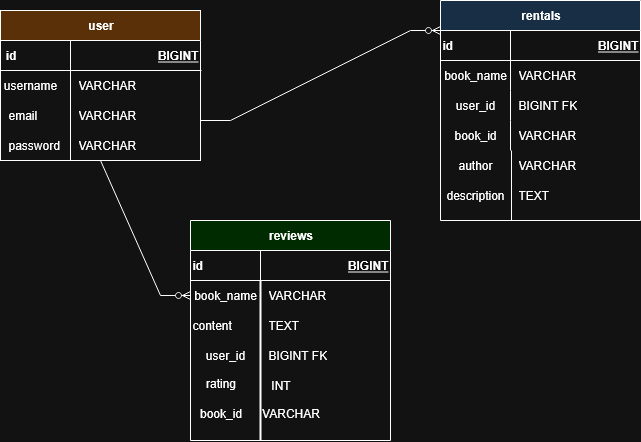 user
id BIGINT
username VARCHAR
email VARCHAR
password VARCHAR
rentals
id BIGINT
book_name VARCHAR
user_id BIGINT FK
book_id VARCHAR
author VARCHAR
description TEXT
reviews
id BIGINT
book_name VARCHAR
content TEXT
user_id BIGINT FK
rating INT
book_id VARCHAR